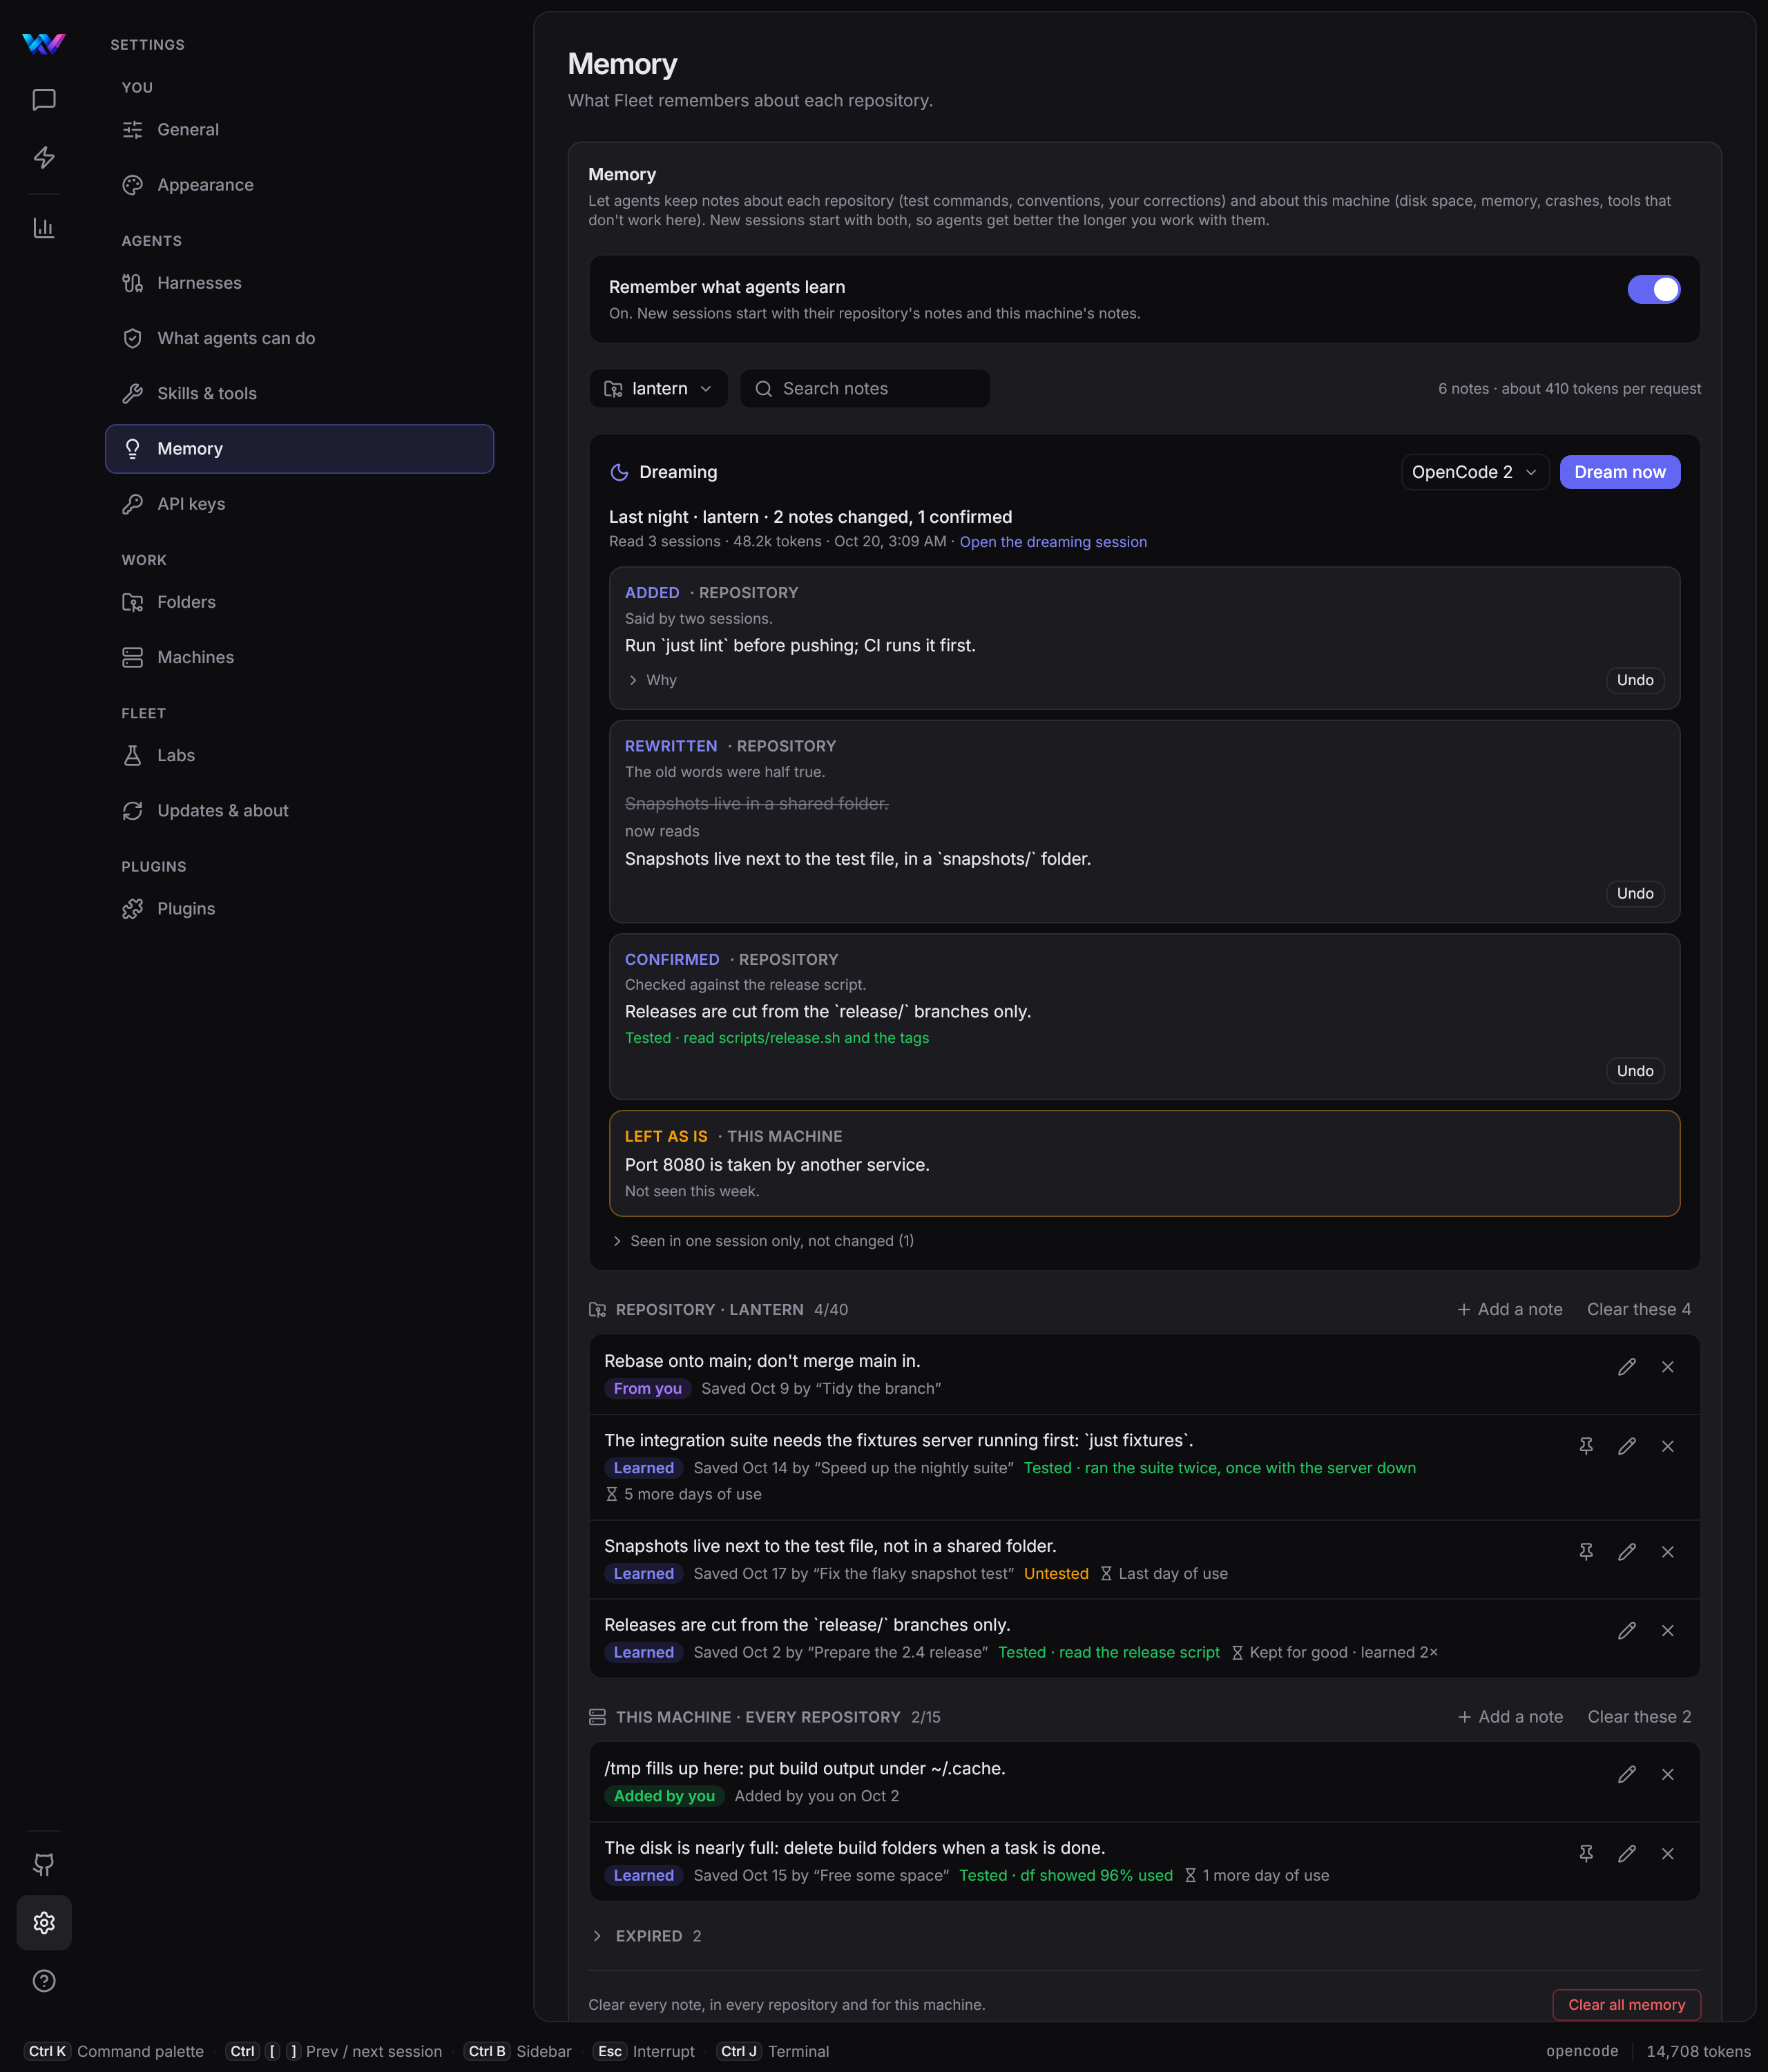 SETTINGS
YOU
General
Appearance
AGENTS
Harnesses
What agents can do
Skills & tools
Memory
API keys
WORK
Folders
Machines
FLEET
Labs
Updates & about
PLUGINS
Plugins
Memory
What Fleet remembers about each repository.
Memory
Let agents keep notes about each repository (test commands, conventions, your corrections) and about this machine (disk space, memory, crashes, tools that
don't work here). New sessions start with both, so agents get better the longer you work with them.
Remember what agents learn
On. New sessions start with their repository's notes and this machine's notes.
lantern
Search notes
6 notes · about 410 tokens per request
Dreaming
OpenCode 2
Dream now
Last night · lantern · 2 notes changed, 1 confirmed
Read 3 sessions · 48.2k tokens · Oct 20, 3:09 AM · Open the dreaming session
ADDED · REPOSITORY
Said by two sessions.
Run `just lint` before pushing; CI runs it first.
Why
Undo
REWRITTEN · REPOSITORY
The old words were half true.
Snapshots live in a shared folder.
now reads
Snapshots live next to the test file, in a `snapshots/` folder.
Undo
CONFIRMED · REPOSITORY
Checked against the release script.
Releases are cut from the `release/` branches only.
Tested · read scripts/release.sh and the tags
Undo
LEFT AS IS · THIS MACHINE
Port 8080 is taken by another service.
Not seen this week.
Seen in one session only, not changed (1)
REPOSITORY · LANTERN 4/40
Add a note
Clear these 4
Rebase onto main; don't merge main in.
From you Saved Oct 9 by “Tidy the branch”
The integration suite needs the fixtures server running first: `just fixtures`.
Learned Saved Oct 14 by “Speed up the nightly suite” Tested · ran the suite twice, once with the server down
5 more days of use
Snapshots live next to the test file, not in a shared folder.
Learned Saved Oct 17 by “Fix the flaky snapshot test” Untested Last day of use
Releases are cut from the `release/` branches only.
Learned Saved Oct 2 by “Prepare the 2.4 release” Tested · read the release script Kept for good · learned 2×
THIS MACHINE · EVERY REPOSITORY 2/15
Add a note
Clear these 2
/tmp fills up here: put build output under ~/.cache.
Added by you Added by you on Oct 2
The disk is nearly full: delete build folders when a task is done.
Learned Saved Oct 15 by “Free some space” Tested · df showed 96% used 1 more day of use
EXPIRED 2
Clear every note, in every repository and for this machine.
Clear all memory
Ctrl K Command palette · Ctrl [ ] Prev / next session · Ctrl B Sidebar · Esc Interrupt · Ctrl J Terminal
opencode
14,708 tokens